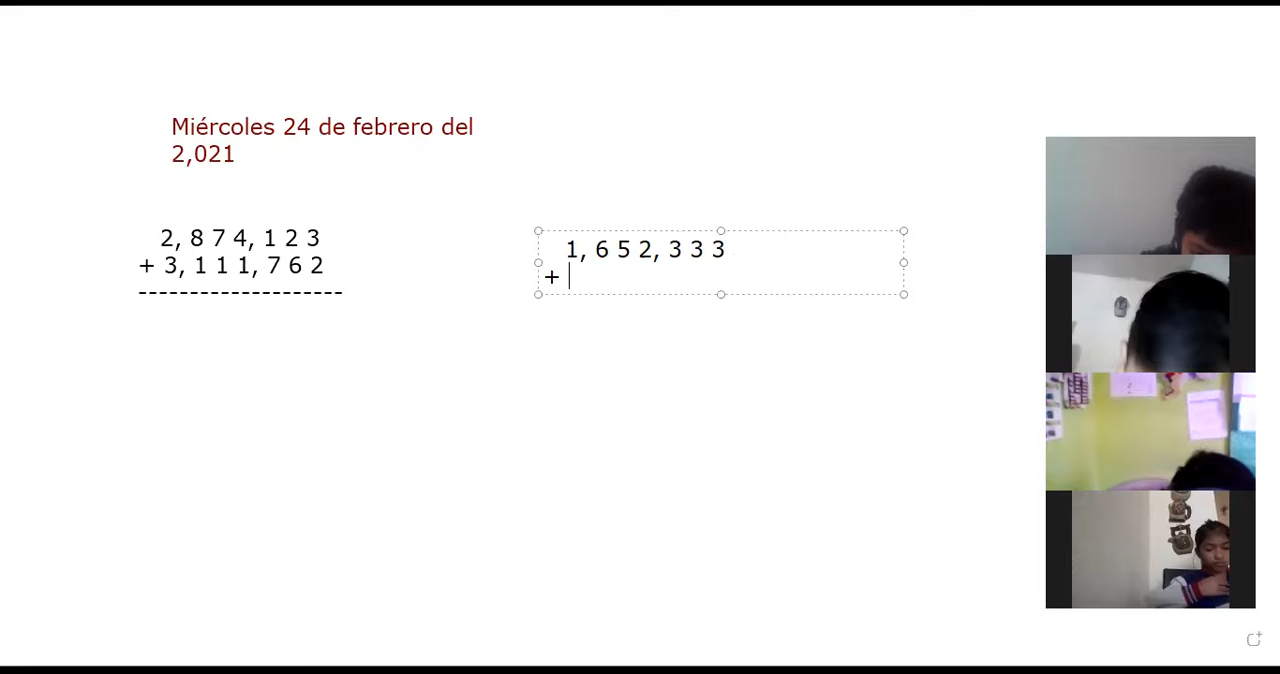 Miércoles 24 de febrero del
2,021
2, 8 7 4, 1 2 3
+ 3, 1 1 1, 7 6 2
-------------------
1, 6 5 2, 3 3 3
+